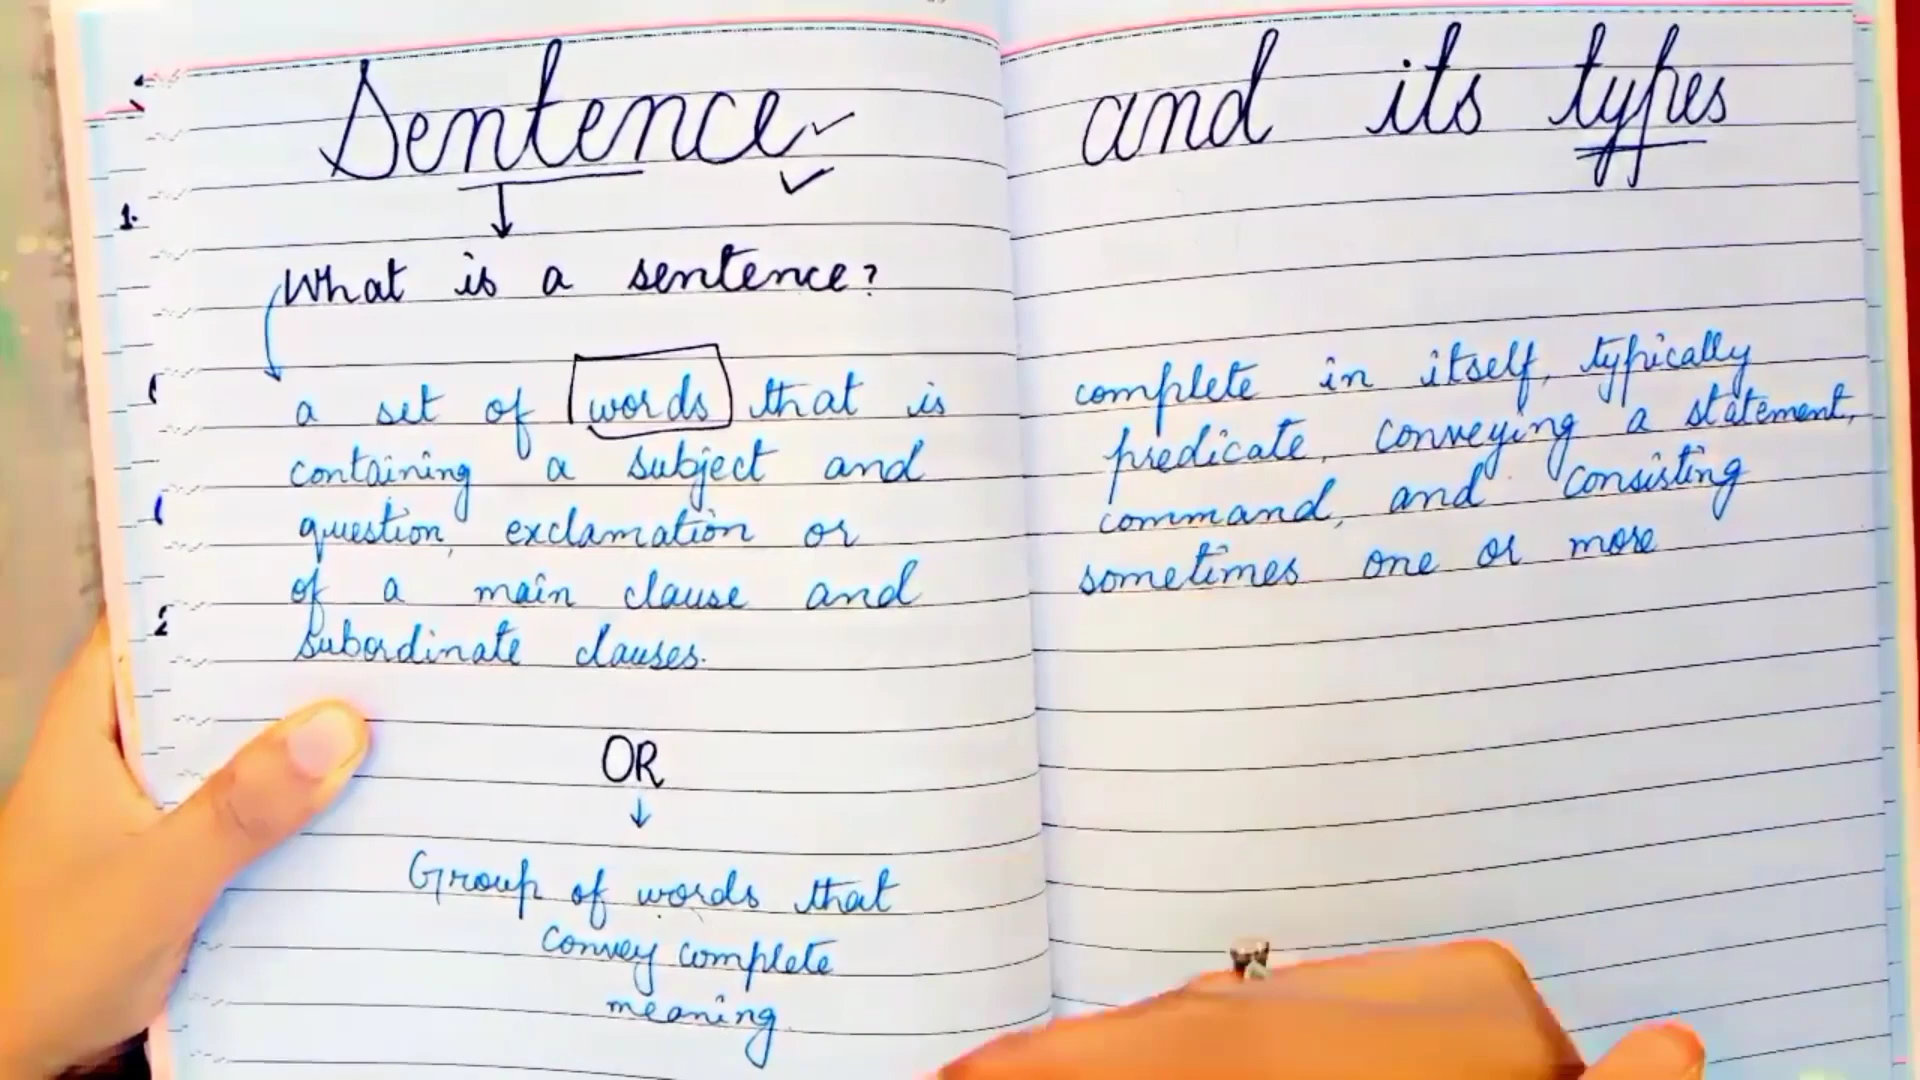 Sentence and its types
1.
What is a sentence?
a set of words that is complete in itself, typically
containing a subject and predicate, conveying a statement,
question, exclamation or command, and consisting
of a main clause and sometimes one or more
subordinate clauses.
OR
Group of words that
convey complete
meaning.